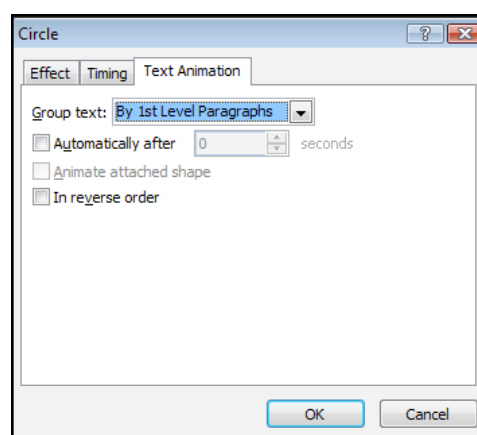 Circle
Effect Timing Text Animation
Group text: By 1st Level Paragraphs
Automatically after 0 seconds
Animate attached shape
In reverse order
OK Cancel